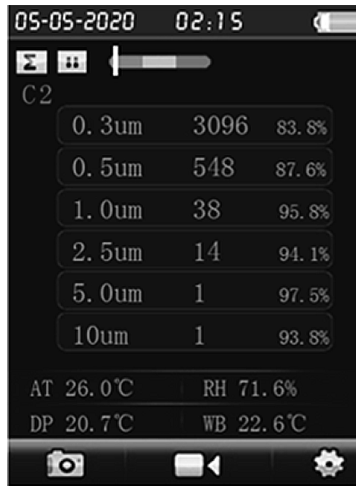 05-05-2020 02:15
Σ
C2
0.3um 3096 83.8%
0.5um 548 87.6%
1.0um 38 95.8%
2.5um 14 94.1%
5.0um 1 97.5%
10um 1 93.8%
AT 26.0℃ RH 71.6%
DP 20.7℃ WB 22.6℃